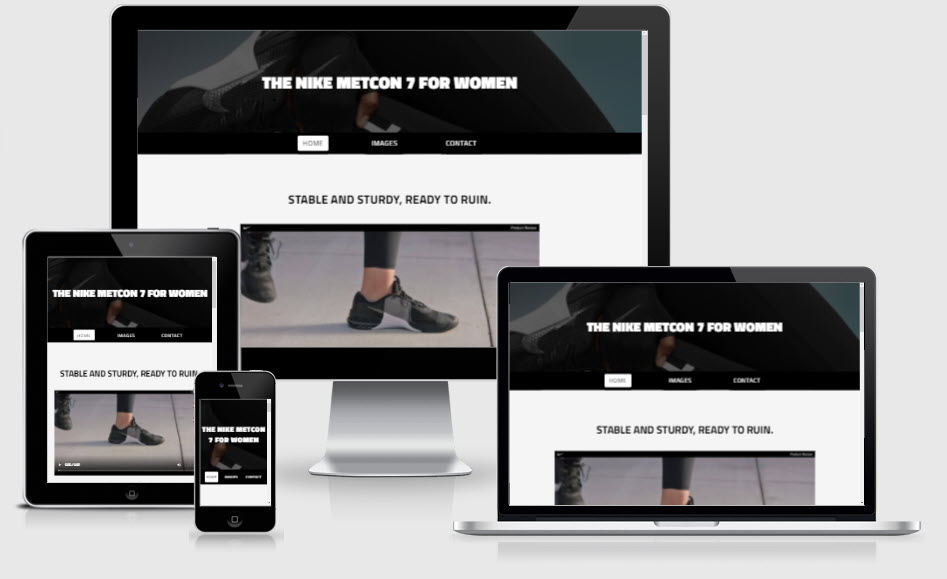 THE NIKE METCON 7 FOR WOMEN
HOME IMAGES CONTACT
STABLE AND STURDY, READY TO RUIN.
Product Review
THE NIKE METCON 7 FOR WOMEN
HOME IMAGES CONTACT
STABLE AND STURDY, READY TO RUIN.
THE NIKE METCON
7 FOR WOMEN
HOME IMAGES CONTACT
THE NIKE METCON 7 FOR WOMEN
HOME IMAGES CONTACT
STABLE AND STURDY, READY TO RUIN.
Product Review